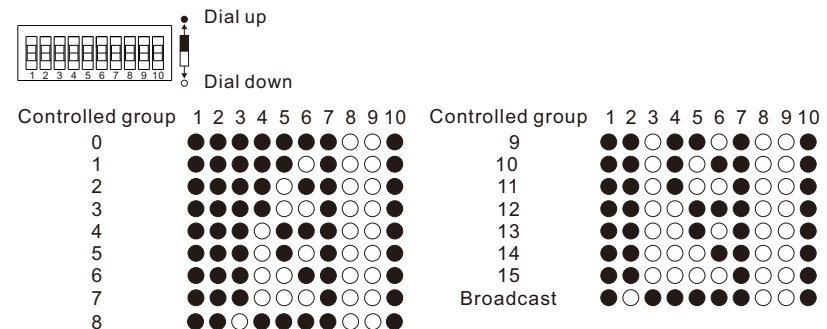 Dial up
1 2 3 4 5 6 7 8 9 10
Dial down
Controlled group 1 2 3 4 5 6 7 8 9 10
0
1
2
3
4
5
6
7
8
Controlled group 1 2 3 4 5 6 7 8 9 10
9
10
11
12
13
14
15
Broadcast